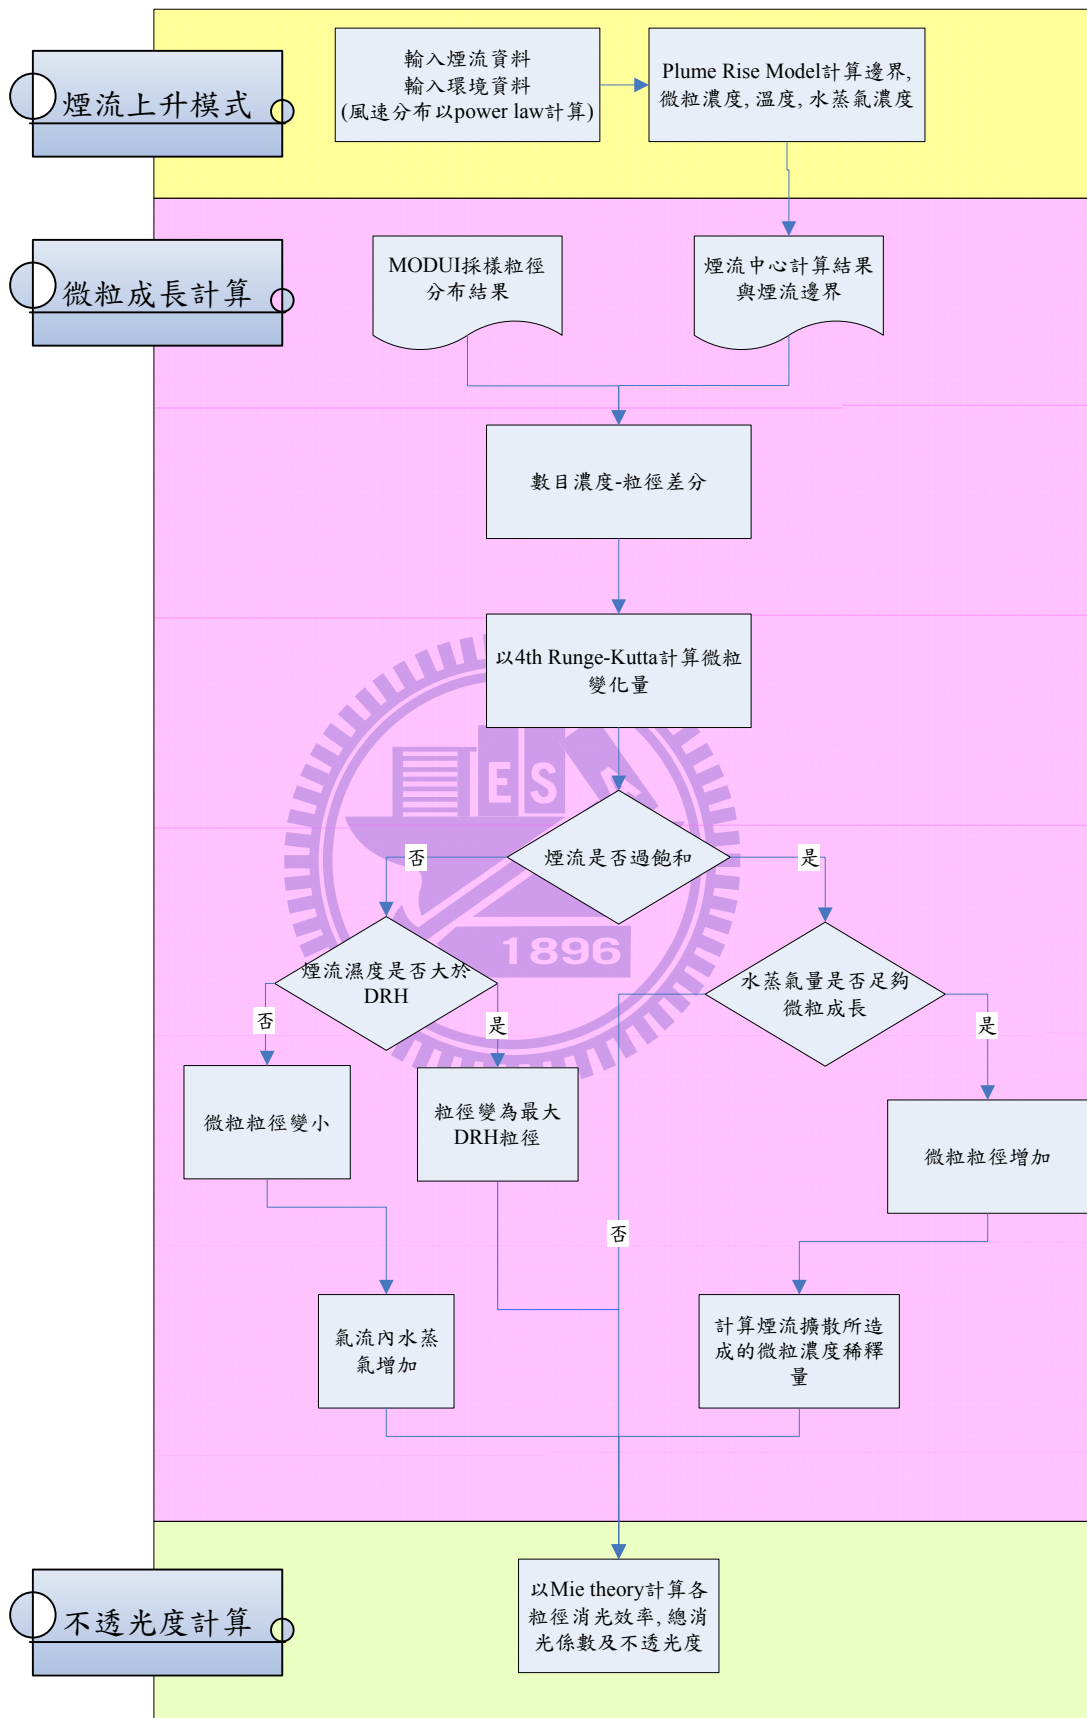 煙流上升模式
輸入煙流資料
輸入環境資料
(風速分布以power law計算)
Plume Rise Model計算邊界,
微粒濃度, 溫度, 水蒸氣濃度
微粒成長計算
MODUI採樣粒徑
分布結果
煙流中心計算結果
與煙流邊界
數目濃度-粒徑差分
以4th Runge-Kutta計算微粒
變化量
ES
煙流是否過飽和
否
是
1896
煙流濕度是否大於
DRH
水蒸氣量是否足夠
微粒成長
否
是
是
微粒粒徑變小
粒徑變為最大
DRH粒徑
微粒粒徑增加
否
氣流內水蒸
氣增加
計算煙流擴散所造
成的微粒濃度稀釋
量
不透光度計算
以Mie theory計算各
粒徑消光效率, 總消
光係數及不透光度